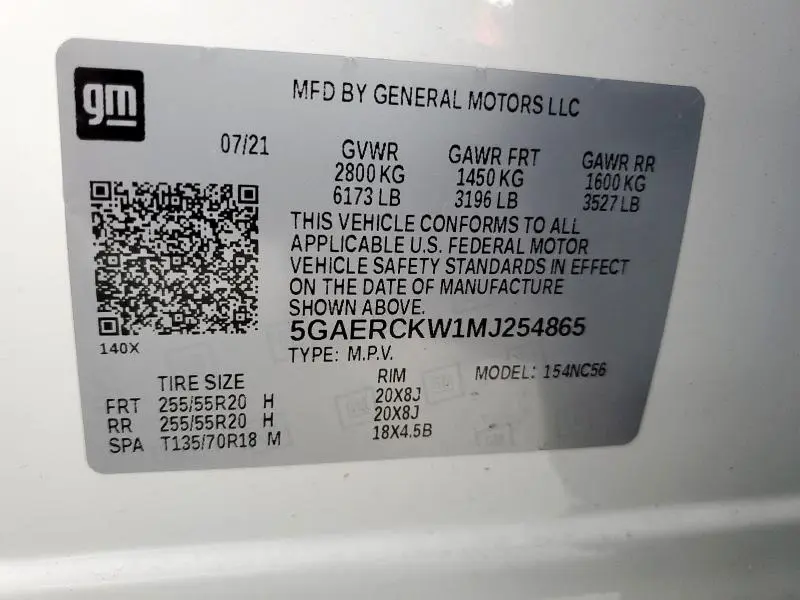 gm
MFD BY GENERAL MOTORS LLC
07/21 GVWR GAWR FRT GAWR RR
2800 KG 1450 KG 1600 KG
6173 LB 3196 LB 3527 LB
THIS VEHICLE CONFORMS TO ALL
APPLICABLE U.S. FEDERAL MOTOR
VEHICLE SAFETY STANDARDS IN EFFECT
ON THE DATE OF MANUFACTURE
SHOWN ABOVE.
5GAERCKW1MJ254865
140X
TYPE: M.P.V.
TIRE SIZE RIM MODEL: 154NC56
FRT 255/55R20 H 20X8J
RR 255/55R20 H 20X8J
SPA T135/70R18 M 18X4.5B